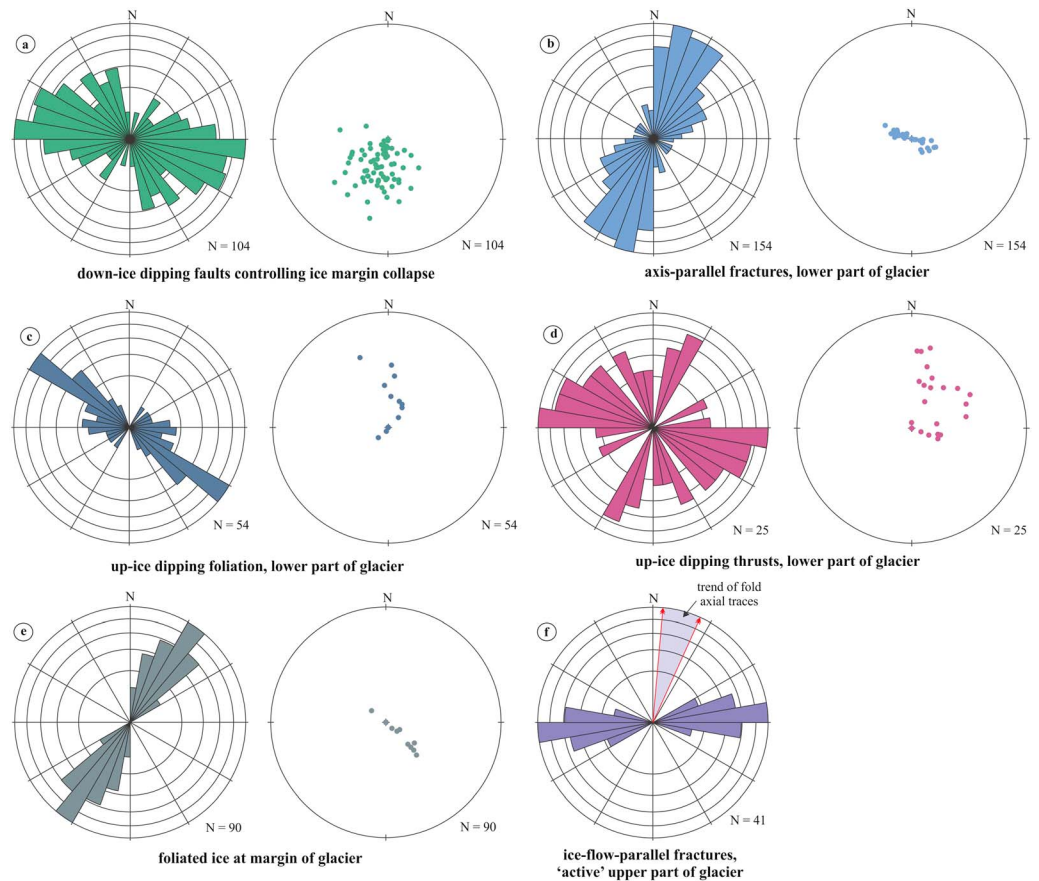 N
a
N = 104
N = 104
down-ice dipping faults controlling ice margin collapse
N
b
N = 154
N = 154
axis-parallel fractures, lower part of glacier
N
N
c
N = 54
N = 54
up-ice dipping foliation, lower part of glacier
N
N
d
N = 25
N = 25
up-ice dipping thrusts, lower part of glacier
N
e
N = 90
N = 90
foliated ice at margin of glacier
trend of fold
axial traces
N
f
N = 41
ice-flow-parallel fractures,
‘active’ upper part of glacier